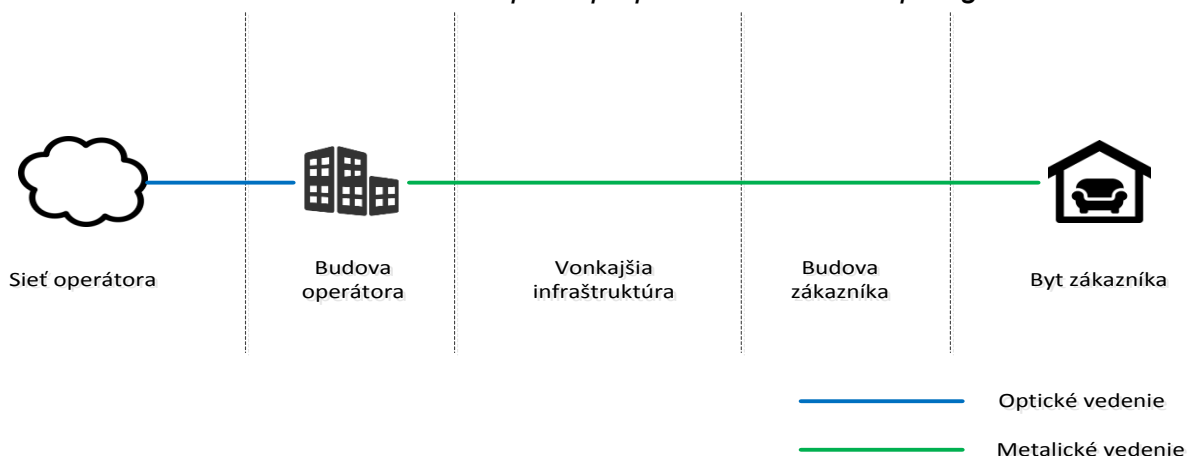 Sieť operátora
Budova
operátora
Vonkajšia
infraštruktúra
Budova
zákazníka
Byt zákazníka
Optické vedenie
Metalické vedenie